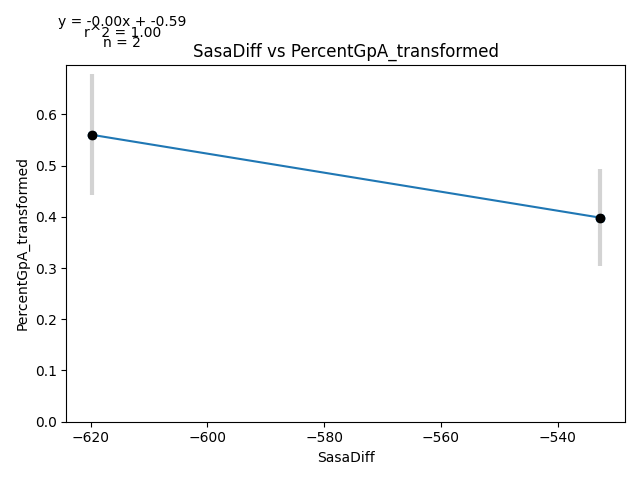 y = -0.00x + -0.59
r^2 = 1.00
n = 2
SasaDiff vs PercentGpA_transformed
PercentGpA_transformed
0.6
0.5
0.4
0.3
0.2
0.1
0.0
−620
−600
−580
−560
−540
SasaDiff